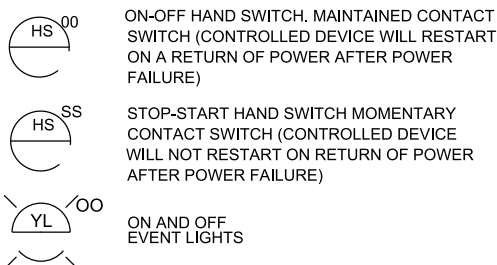 HS 00
ON-OFF HAND SWITCH. MAINTAINED CONTACT
SWITCH (CONTROLLED DEVICE WILL RESTART
ON A RETURN OF POWER AFTER POWER
FAILURE)
HS SS
STOP-START HAND SWITCH MOMENTARY
CONTACT SWITCH (CONTROLLED DEVICE
WILL NOT RESTART ON RETURN OF POWER
AFTER POWER FAILURE)
YL OO
ON AND OFF
EVENT LIGHTS